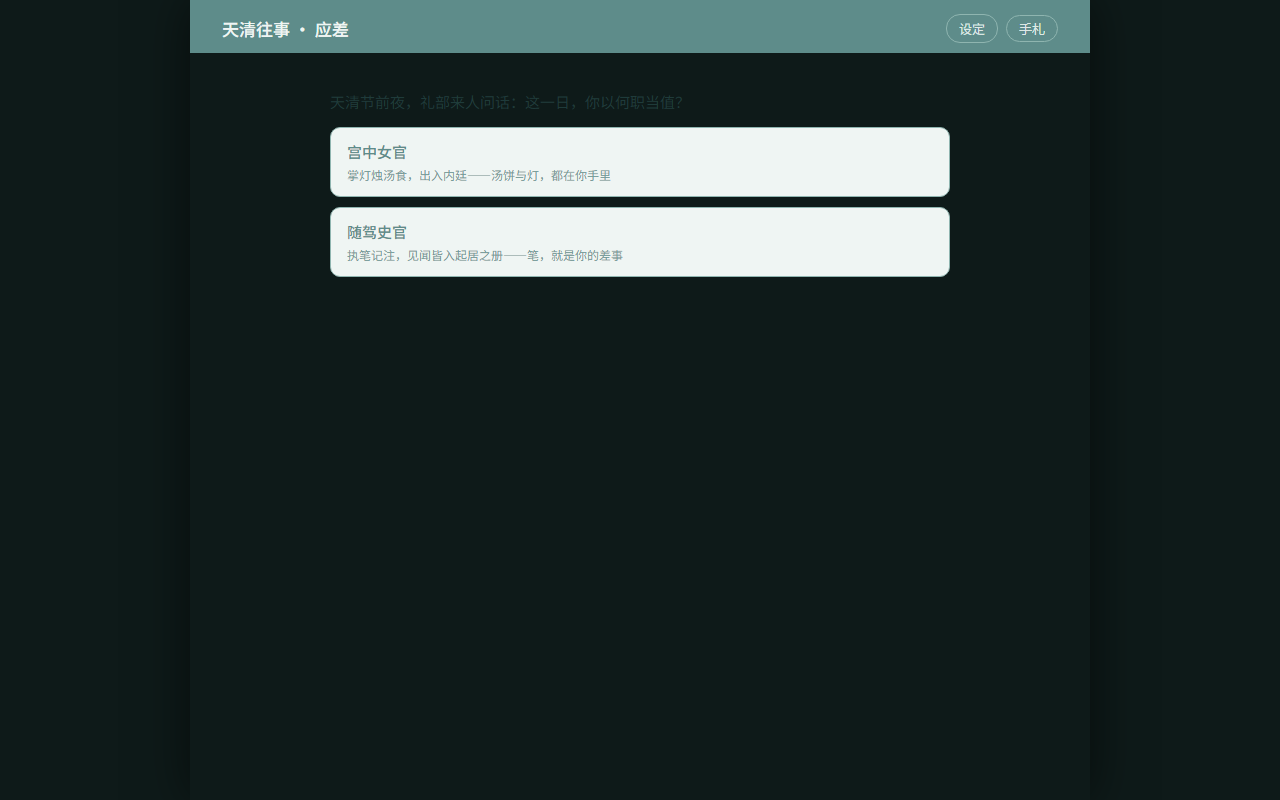 天清往事 · 应差
设定
手札
天清节前夜，礼部来人问话：这一日，你以何职当值？
宫中女官
掌灯烛汤食，出入内廷——汤饼与灯，都在你手里
随驾史官
执笔记注，见闻皆入起居之册——笔，就是你的差事